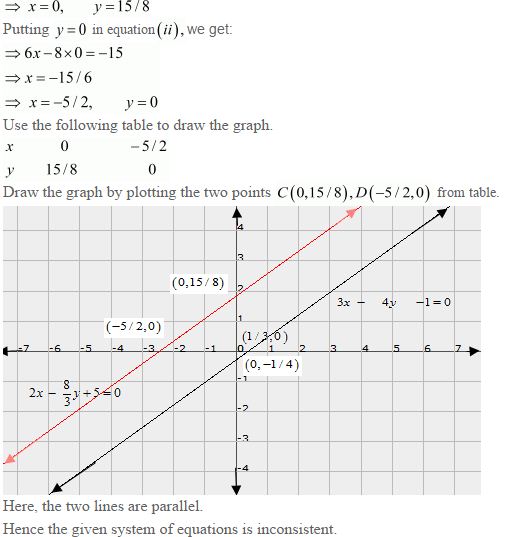 ⇒ x=0, y=15/8
Putting y=0 in equation(ii), we get:
⇒6x−8×0=−15
⇒x=−15/6
⇒ x=−5/2, y=0
Use the following table to draw the graph.
x 0 −5/2
y 15/8 0
Draw the graph by plotting the two points C(0,15/8),D(−5/2,0) from table.
4
3
(0,15/8)
2
3x − 4y −1=0
1
(−5/2,0)
(1/3,0)
-7 -6 -5 -4 -3 -2 -1 0 1 2 3 4 5 6 7
(0,−1/4)
-1
2x − 8/3 y+5=0
-2
-3
-4
Here, the two lines are parallel.
Hence the given system of equations is inconsistent.